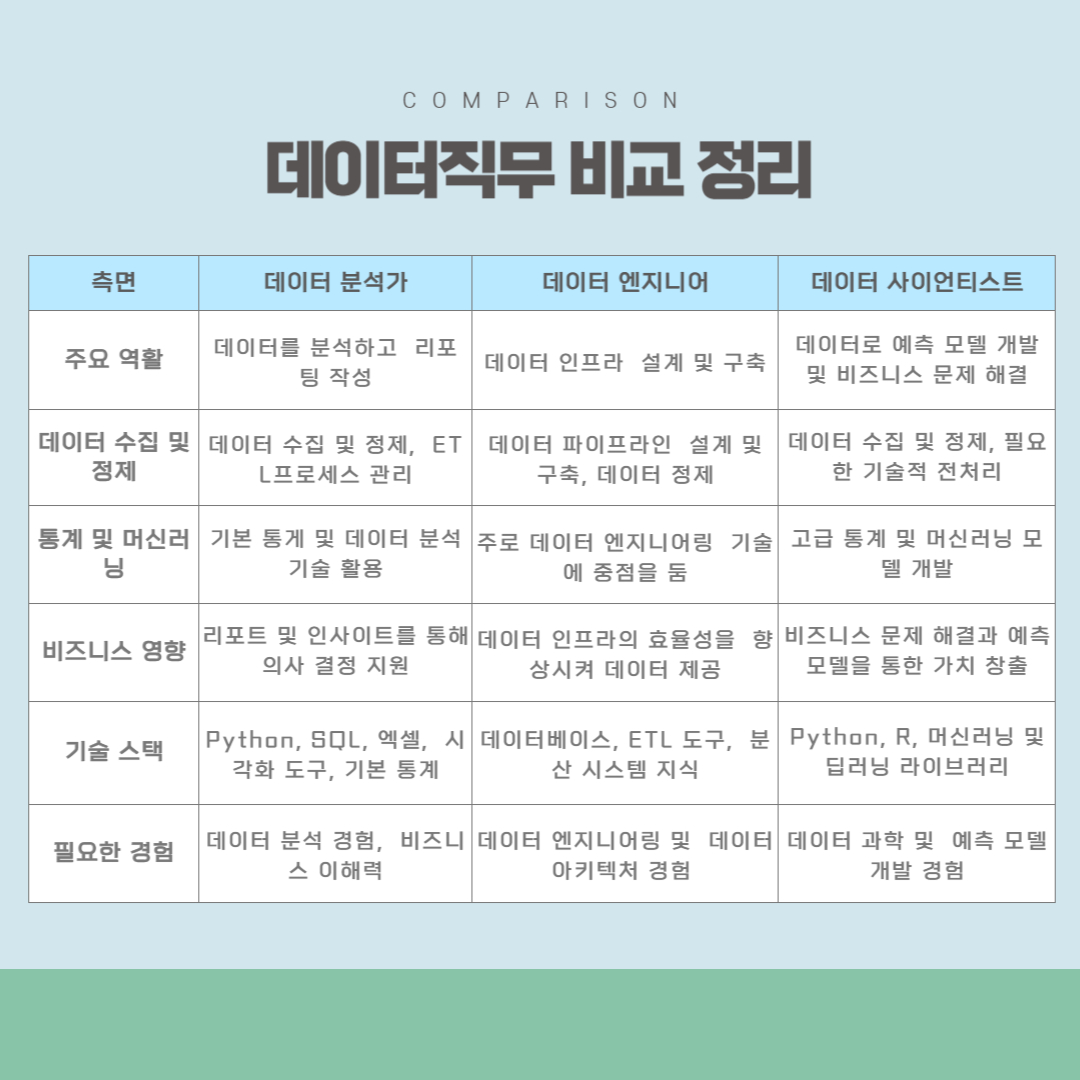 COMPARISON
데이터직무 비교 정리
측면
데이터 분석가
데이터 엔지니어
데이터 사이언티스트
주요 역활
데이터를 분석하고 리포
팅 작성
데이터 인프라 설계 및 구축
데이터로 예측 모델 개발
및 비즈니스 문제 해결
데이터 수집 및
정제
데이터 수집 및 정제, ET
L프로세스 관리
데이터 파이프라인 설계 및
구축, 데이터 정제
데이터 수집 및 정제, 필요
한 기술적 전처리
통계 및 머신러
닝
기본 통게 및 데이터 분석
기술 활용
주로 데이터 엔지니어링 기술
에 중점을 둠
고급 통계 및 머신러닝 모
델 개발
비즈니스 영향
리포트 및 인사이트를 통해
의사 결정 지원
데이터 인프라의 효율성을 향
상시켜 데이터 제공
비즈니스 문제 해결과 예측
모델을 통한 가치 창출
기술 스택
Python, SQL, 엑셀, 시
각화 도구, 기본 통계
데이터베이스, ETL 도구, 분
산 시스템 지식
Python, R, 머신러닝 및
딥러닝 라이브러리
필요한 경험
데이터 분석 경험, 비즈니
스 이해력
데이터 엔지니어링 및 데이터
아키텍처 경험
데이터 과학 및 예측 모델
개발 경험